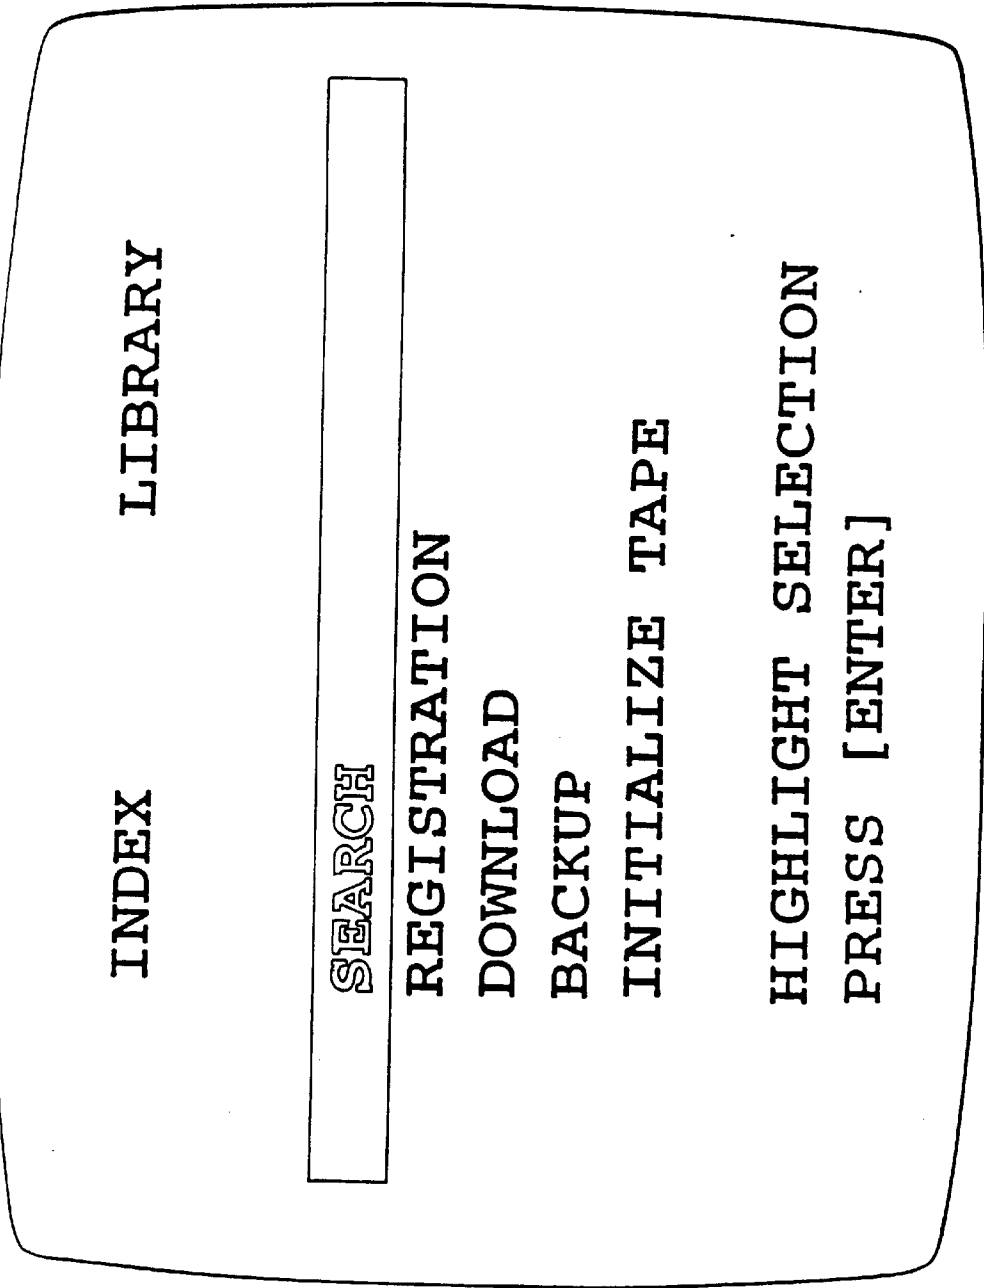 INDEX LIBRARY
SEARCH
REGISTRATION
DOWNLOAD
BACKUP
INITIALIZE TAPE
HIGHLIGHT SELECTION
PRESS [ENTER]